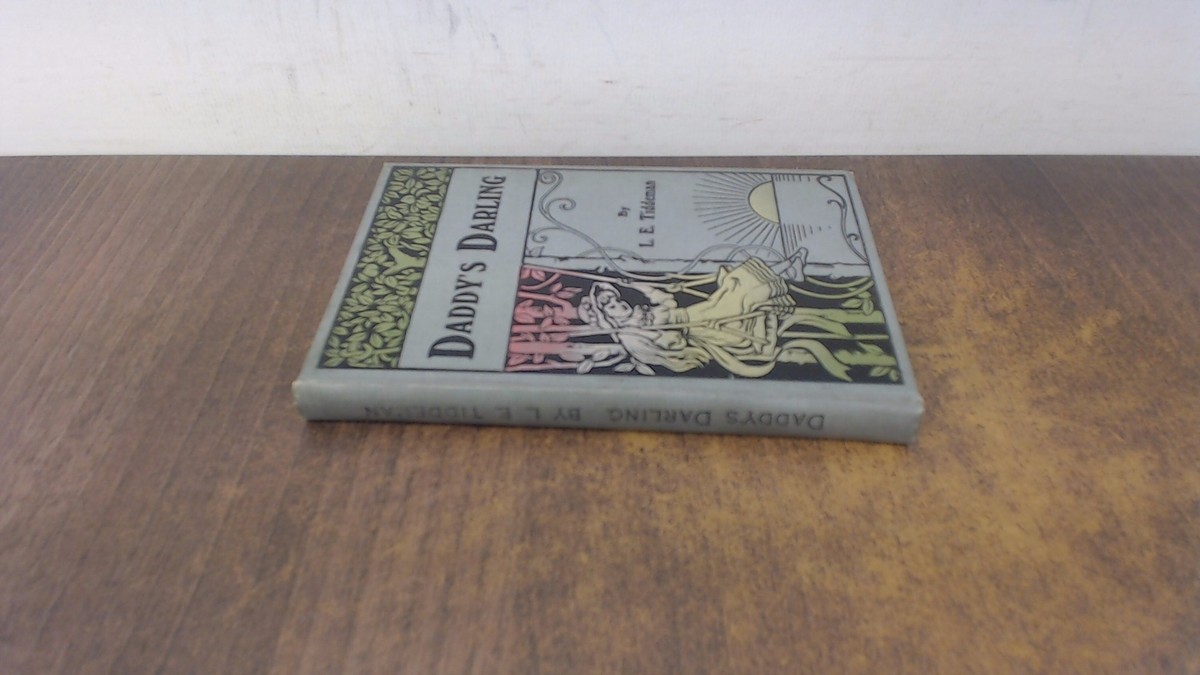 DADDY'S DARLING
By
L. E. Tiddeman
DADDY'S DARLING. BY L. E. TIDDEMAN